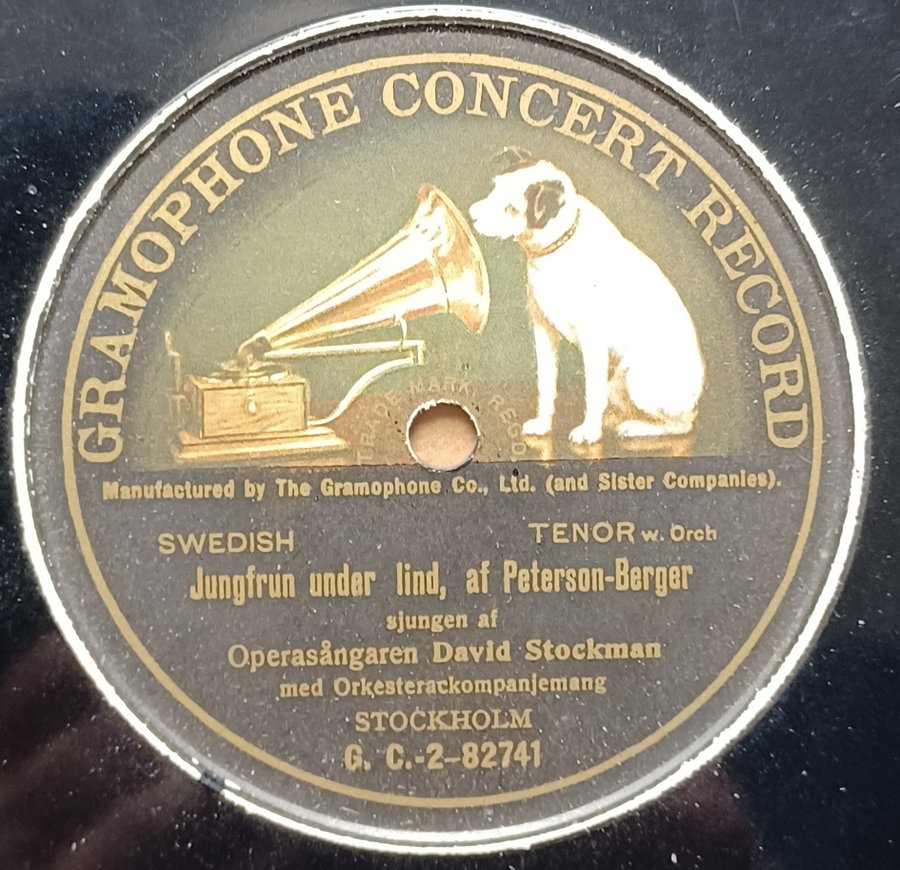 GRAMOPHONE CONCERT RECORD
TRADE MARK REGD
Manufactured by The Gramophone Co., Ltd. (and Sister Companies).
SWEDISH TENOR w. Orch
Jungfrun under lind, af Peterson-Berger
sjungen af
Operasångaren David Stockman
med Orkesterackompanjemang
STOCKHOLM
G. C.-2-82741